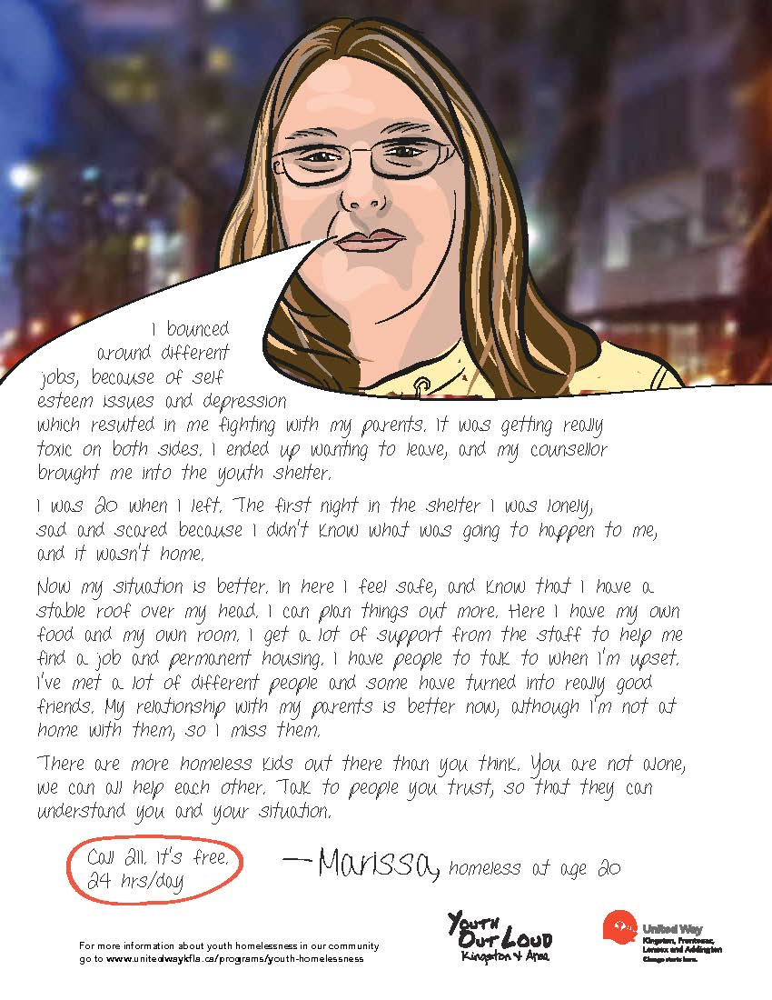 I bounced
around different
jobs, because of self
esteem issues and depression
which resulted in me fighting with my parents. It was getting really
toxic on both sides. I ended up wanting to leave, and my counsellor
brought me into the youth shelter.
I was 20 when I left. The first night in the shelter I was lonely,
sad and scared because I didn't know what was going to happen to me,
and it wasn't home.
Now my situation is better. In here I feel safe, and know that I have a
stable roof over my head. I can plan things out more. Here I have my own
food and my own room. I get a lot of support from the staff to help me
find a job and permanent housing. I have people to talk to when I'm upset.
I've met a lot of different people and some have turned into really good
friends. My relationship with my parents is better now, although I'm not at
home with them, so I miss them.
There are more homeless kids out there than you think. You are not alone,
we can all help each other. Talk to people you trust, so that they can
understand you and your situation.
Call 211. It's free.
24 hrs/day
— Marissa, homeless at age 20
For more information about youth homelessness in our community
go to www.unitedwaykfla.ca/programs/youth-homelessness
Youth
Out Loud
Kingston & Area
United Way
Kingston, Frontenac,
Lennox and Addington
Change starts here.